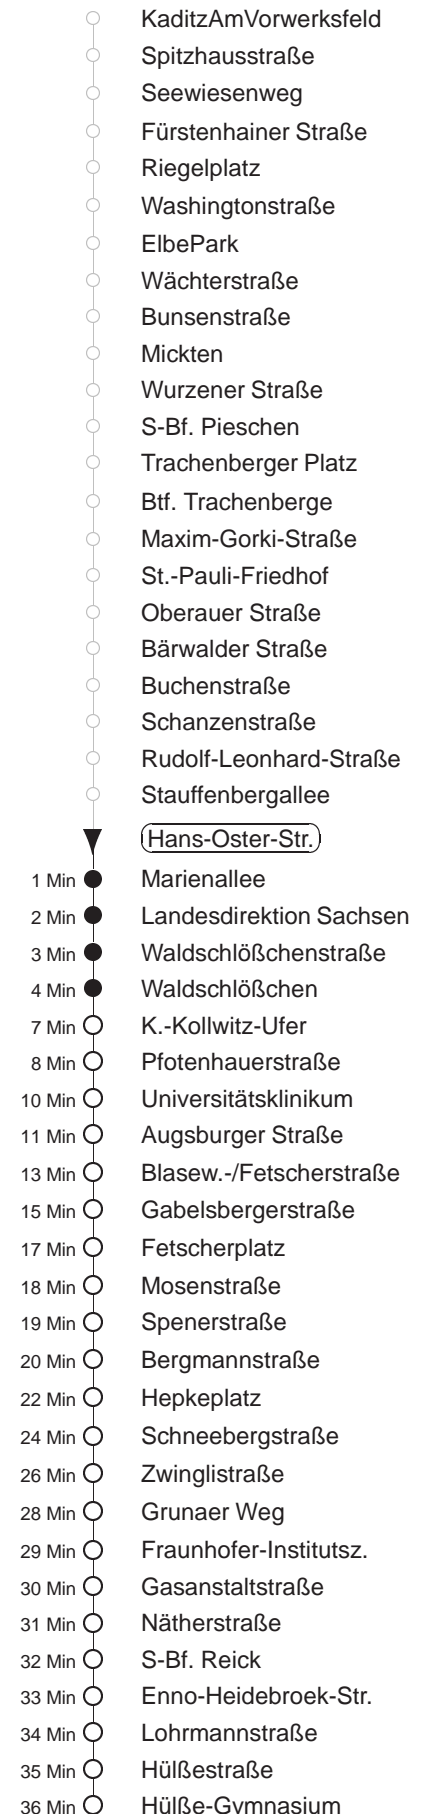 KaditzAmVorwerksfeld
Spitzhausstraße
Seewiesenweg
Fürstenhainer Straße
Riegelplatz
Washingtonstraße
ElbePark
Wächterstraße
Bunsenstraße
Mickten
Wurzener Straße
S-Bf. Pieschen
Trachenberger Platz
Btf. Trachenberge
Maxim-Gorki-Straße
St.-Pauli-Friedhof
Oberauer Straße
Bärwalder Straße
Buchenstraße
Schanzenstraße
Rudolf-Leonhard-Straße
Stauffenbergallee
Hans-Oster-Str.
1 Min Marienallee
2 Min Landesdirektion Sachsen
3 Min Waldschlößchenstraße
4 Min Waldschlößchen
7 Min K.-Kollwitz-Ufer
8 Min Pfotenhauerstraße
10 Min Universitätsklinikum
11 Min Augsburger Straße
13 Min Blasew.-/Fetscherstraße
15 Min Gabelsbergerstraße
17 Min Fetscherplatz
18 Min Mosenstraße
19 Min Spenerstraße
20 Min Bergmannstraße
22 Min Hepkeplatz
24 Min Schneebergstraße
26 Min Zwinglistraße
28 Min Grunaer Weg
29 Min Fraunhofer-Institutsz.
30 Min Gasanstaltstraße
31 Min Nätherstraße
32 Min S-Bf. Reick
33 Min Enno-Heidebroek-Str.
34 Min Lohrmannstraße
35 Min Hülßestraße
36 Min Hülße-Gymnasium